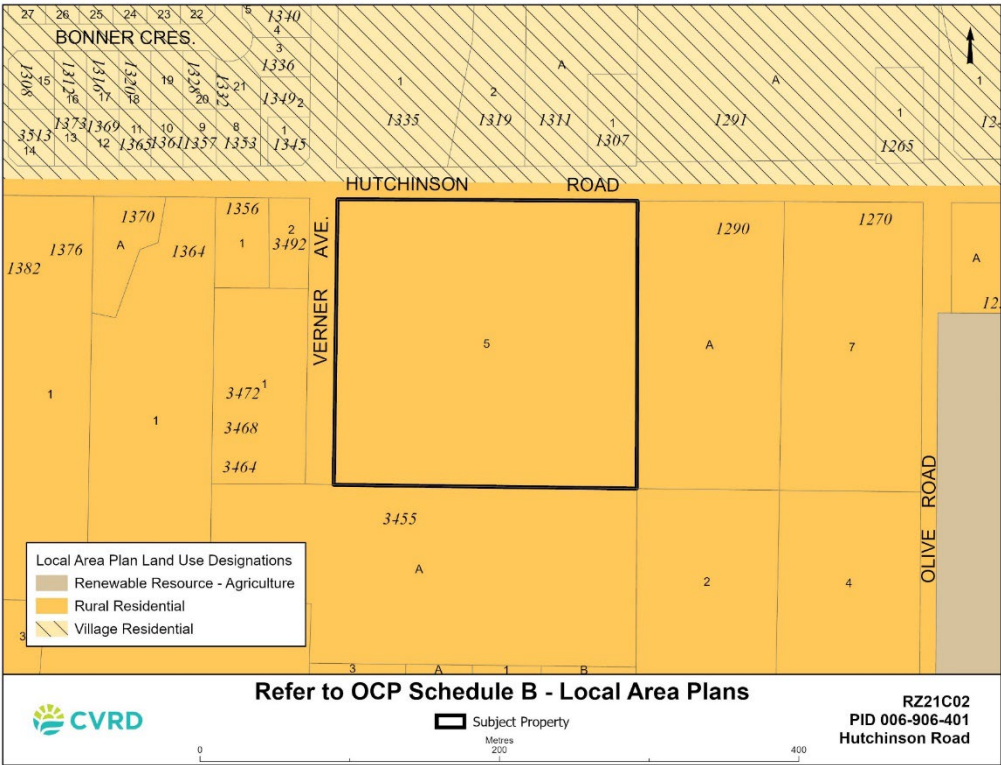 27 26 25 24 23 22 5 1340
4
BONNER CRES.
3
1336
1308 15 1312 16 1316 17 1320 18 19 1328 20 1332 21
1349 2
3513 14 1373 13 1369 12 11 1365 10 1361 9 1357 8 1353 1 1345
1 1335
2 1319
A 1311
1 1307
A 1291
1 1265
1
HUTCHINSON ROAD
VERNER AVE.
1382 1376
1370
A
1364
1356
1
2
3492
1290
1270
A
5
A
7
1
1
3472 1
3468
3464
3455
A
2
4
OLIVE ROAD
3
3 A 1 B
Local Area Plan Land Use Designations
Renewable Resource - Agriculture
Rural Residential
Village Residential
Refer to OCP Schedule B - Local Area Plans
CVRD
Subject Property
Metres
0 200 400
RZ21C02
PID 006-906-401
Hutchinson Road